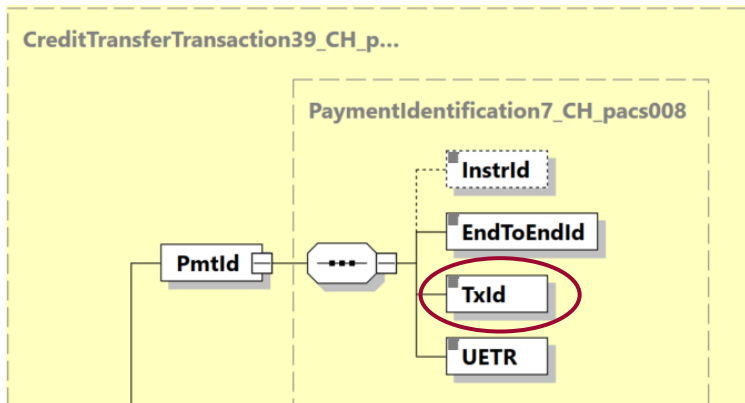 CreditTransferTransaction39_CH_p...
PaymentIdentification7_CH_pacs008
InstrId
EndToEndId
PmtId
TxId
UETR